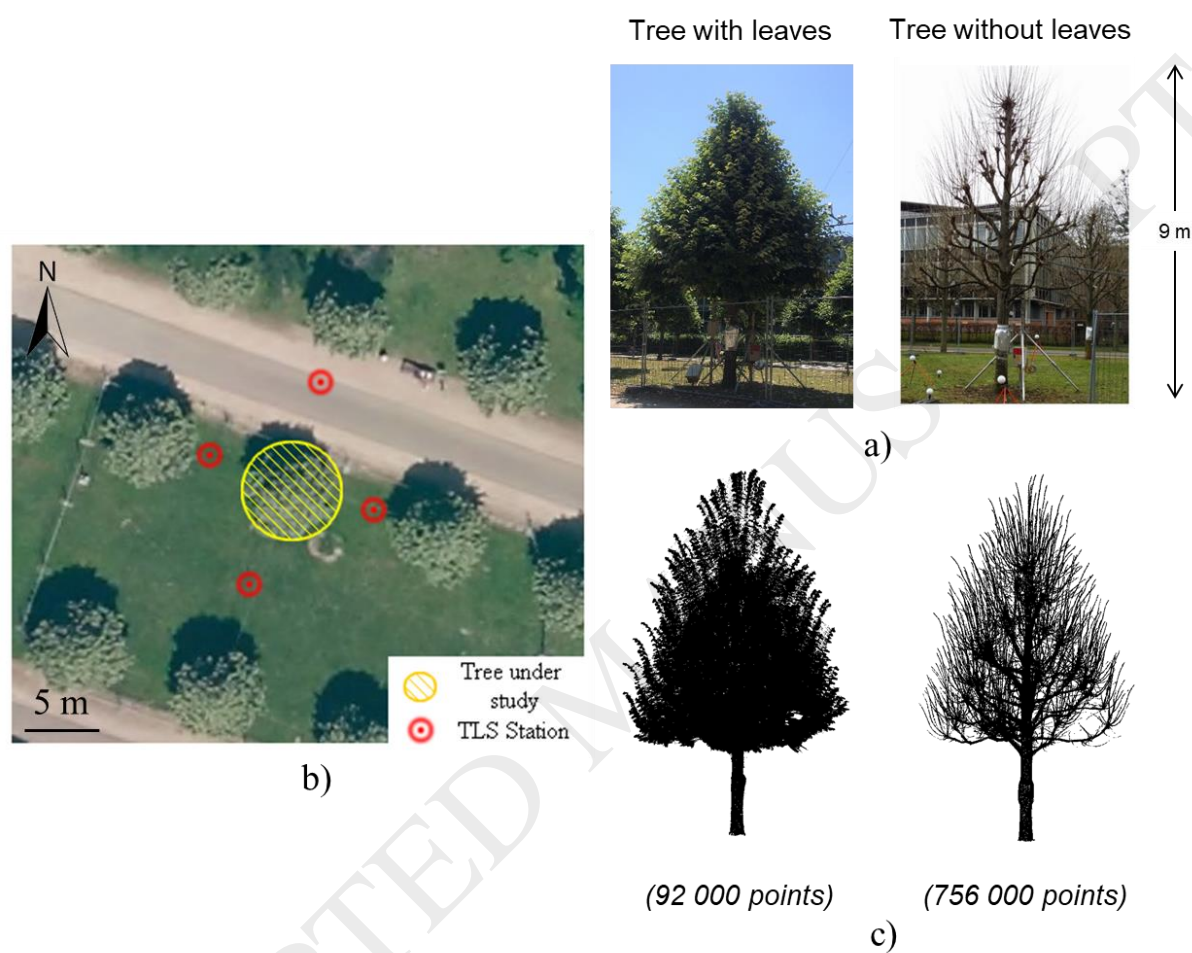 Tree with leaves
Tree without leaves
9 m
a)
N
5 m
Tree under
study
TLS Station
b)
(92 000 points)
(756 000 points)
c)